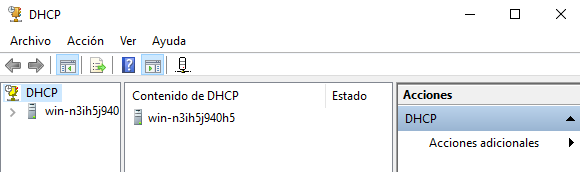 DHCP
Archivo Acción Ver Ayuda
DHCP
win-n3ih5j940
Contenido de DHCP Estado
win-n3ih5j940h5
Acciones
DHCP
Acciones adicionales